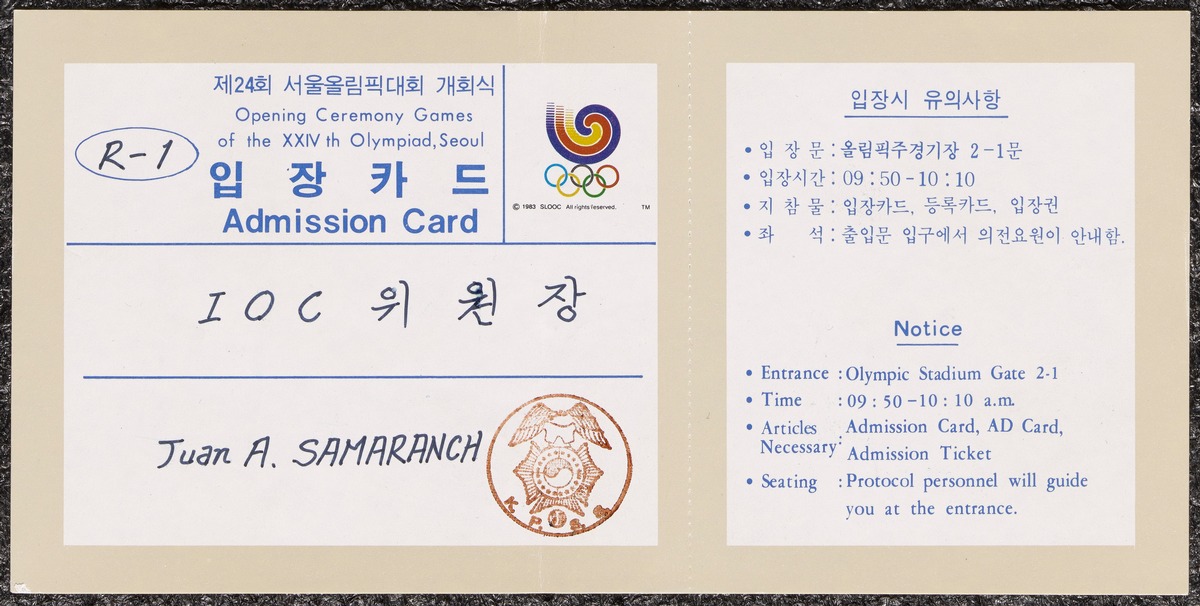 제24회 서울올림픽대회 개회식
Opening Ceremony Games
of the XXIV th Olympiad, Seoul
R-1
입 장 카 드
Admission Card
© 1983 SLOOC All rights reserved. TM
IOC 위 원 장
Juan A. SAMARANCH
K. P. S. S.
입장시 유의사항
• 입 장 문 : 올림픽주경기장 2-1문
• 입장시간 : 09:50-10:10
• 지 참 물 : 입장카드, 등록카드, 입장권
• 좌 석 : 출입문 입구에서 의전요원이 안내함.
Notice
• Entrance : Olympic Stadium Gate 2-1
• Time : 09:50-10:10 a.m.
• Articles Necessary : Admission Card, AD Card,
Admission Ticket
• Seating : Protocol personnel will guide
you at the entrance.